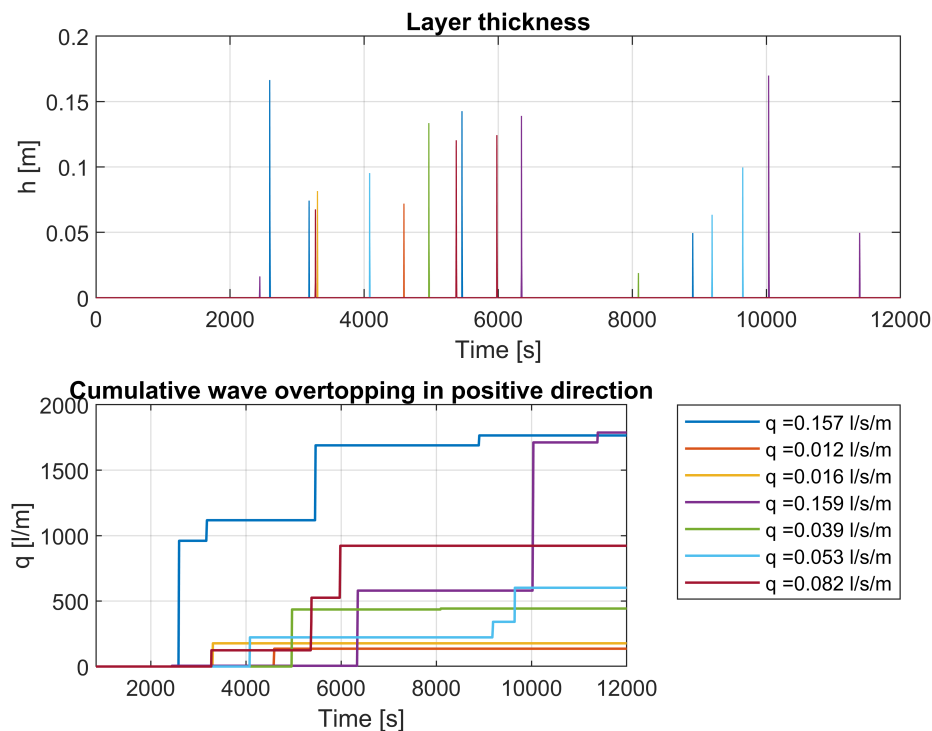 Layer thickness
0.2
0.15
0.1
0.05
0
h [m]
0 2000 4000 6000 8000 10000 12000
Time [s]
Cumulative wave overtopping in positive direction
2000
1500
1000
500
0
q [l/m]
2000 4000 6000 8000 10000 12000
Time [s]
q =0.157 l/s/m
q =0.012 l/s/m
q =0.016 l/s/m
q =0.159 l/s/m
q =0.039 l/s/m
q =0.053 l/s/m
q =0.082 l/s/m